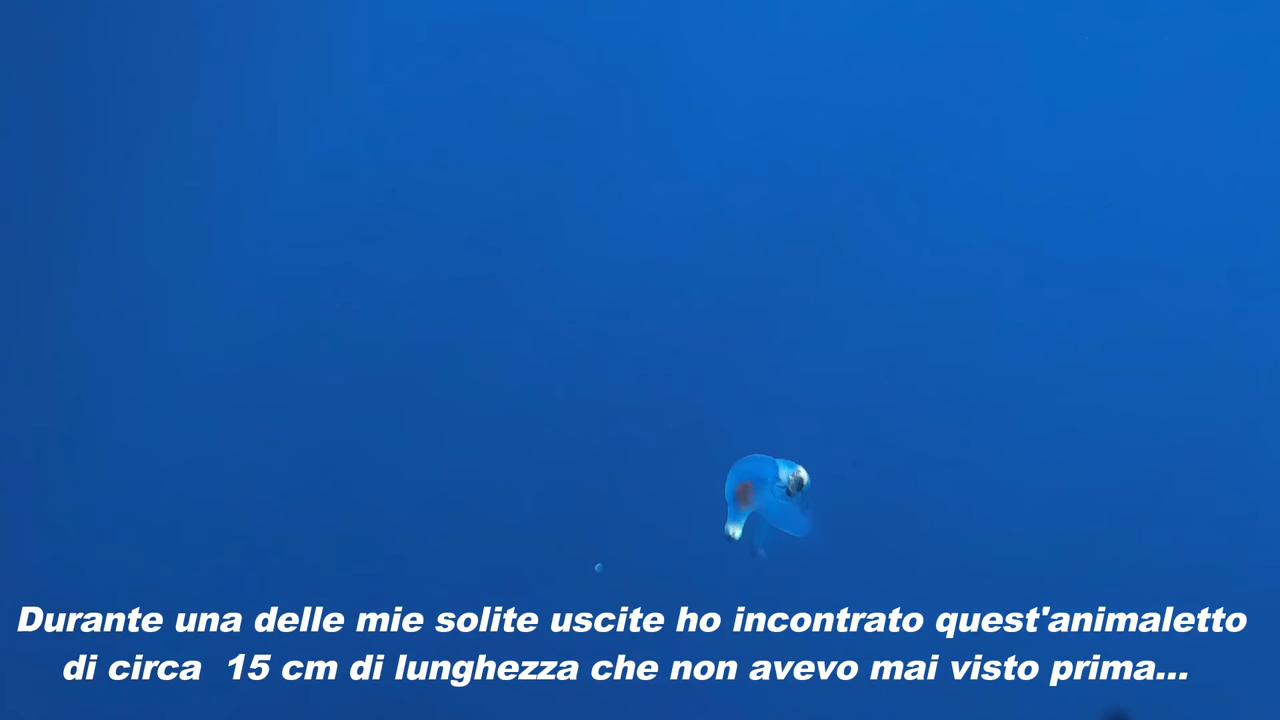 Durante una delle mie solite uscite ho incontrato quest'animaletto
di circa  15 cm di lunghezza che non avevo mai visto prima...